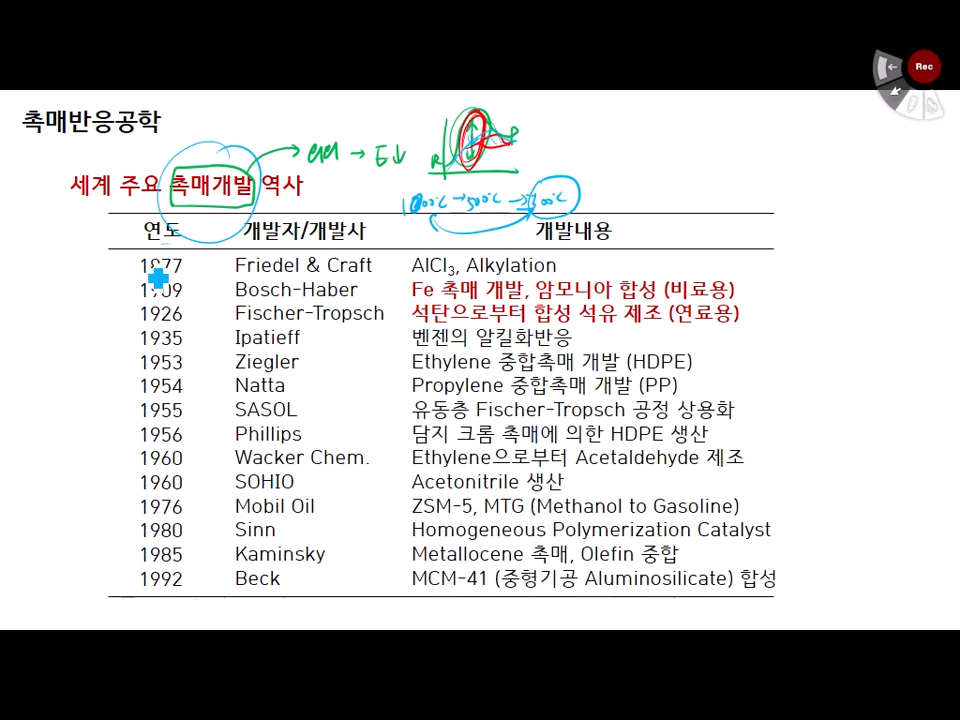 Rec
촉매반응공학
세계 주요 촉매개발 역사
→ E↓
R
P
→ 500℃ → 300℃
연도 개발자/개발사 개발내용
1877 Friedel & Craft AlCl₃, Alkylation
1909 Bosch-Haber Fe 촉매 개발, 암모니아 합성 (비료용)
1926 Fischer-Tropsch 석탄으로부터 합성 석유 제조 (연료용)
1935 Ipatieff 벤젠의 알킬화반응
1953 Ziegler Ethylene 중합촉매 개발 (HDPE)
1954 Natta Propylene 중합촉매 개발 (PP)
1955 SASOL 유동층 Fischer-Tropsch 공정 상용화
1956 Phillips 담지 크롬 촉매에 의한 HDPE 생산
1960 Wacker Chem. Ethylene으로부터 Acetaldehyde 제조
1960 SOHIO Acetonitrile 생산
1976 Mobil Oil ZSM-5, MTG (Methanol to Gasoline)
1980 Sinn Homogeneous Polymerization Catalyst
1985 Kaminsky Metallocene 촉매, Olefin 중합
1992 Beck MCM-41 (중형기공 Aluminosilicate) 합성